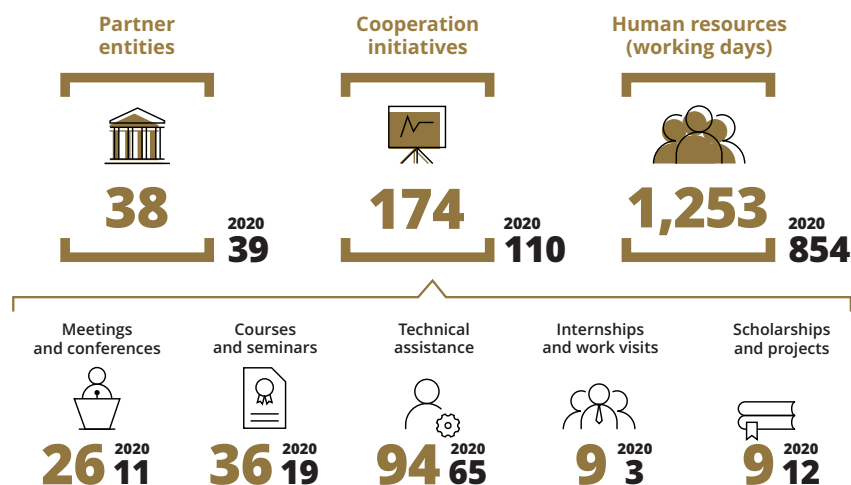 Partner
entities
Cooperation
initiatives
Human resources
(working days)
38
2020
39
174
2020
110
1,253
2020
854
Meetings
and conferences
Courses
and seminars
Technical
assistance
Internships
and work visits
Scholarships
and projects
26
2020
11
36
2020
19
94
2020
65
9
2020
3
9
2020
12